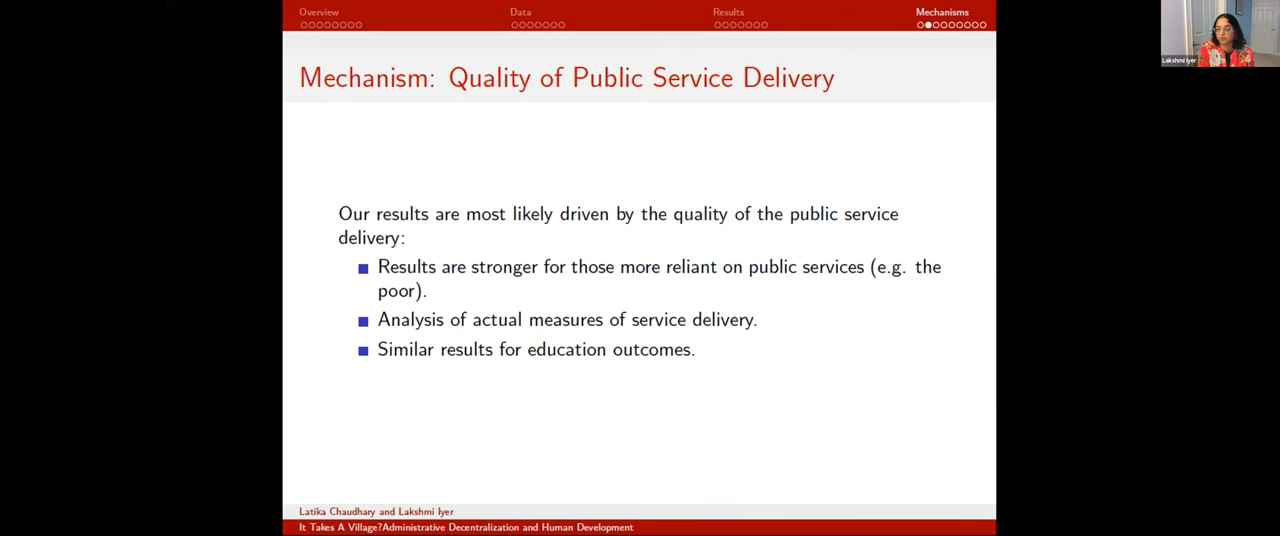 Overview Data Results Mechanisms
Lakshmi Iyer
Mechanism: Quality of Public Service Delivery
Our results are most likely driven by the quality of the public service
delivery:
Results are stronger for those more reliant on public services (e.g. the
poor).
Analysis of actual measures of service delivery.
Similar results for education outcomes.
Latika Chaudhary and Lakshmi Iyer
It Takes A Village?Administrative Decentralization and Human Development